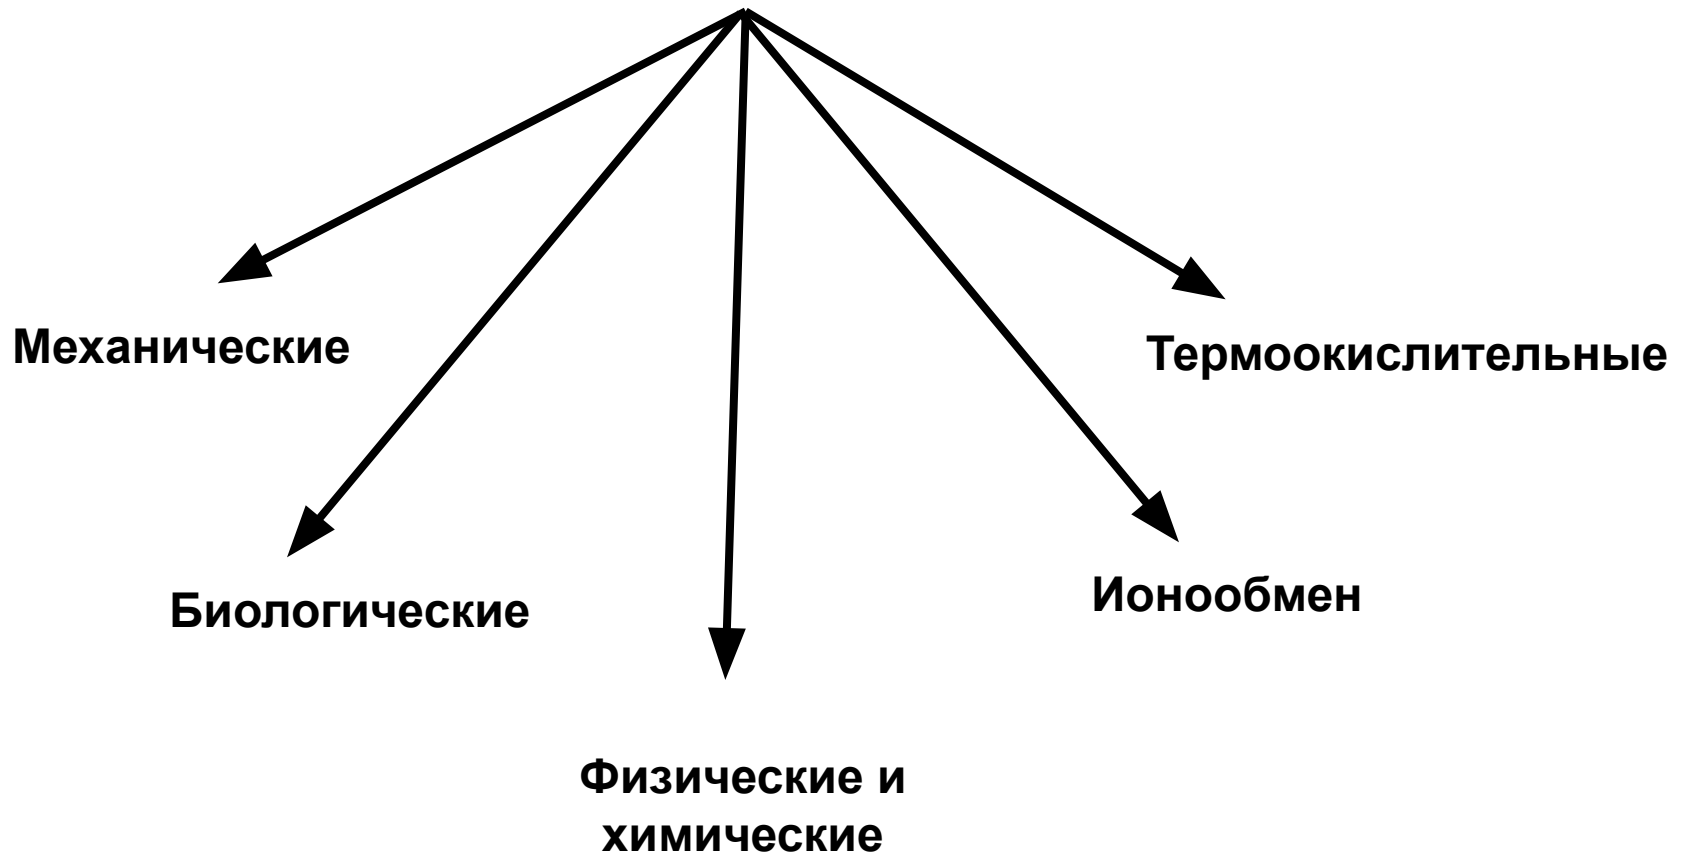 Механические
Термоокислительные
Биологические
Ионообмен
Физические и
химические